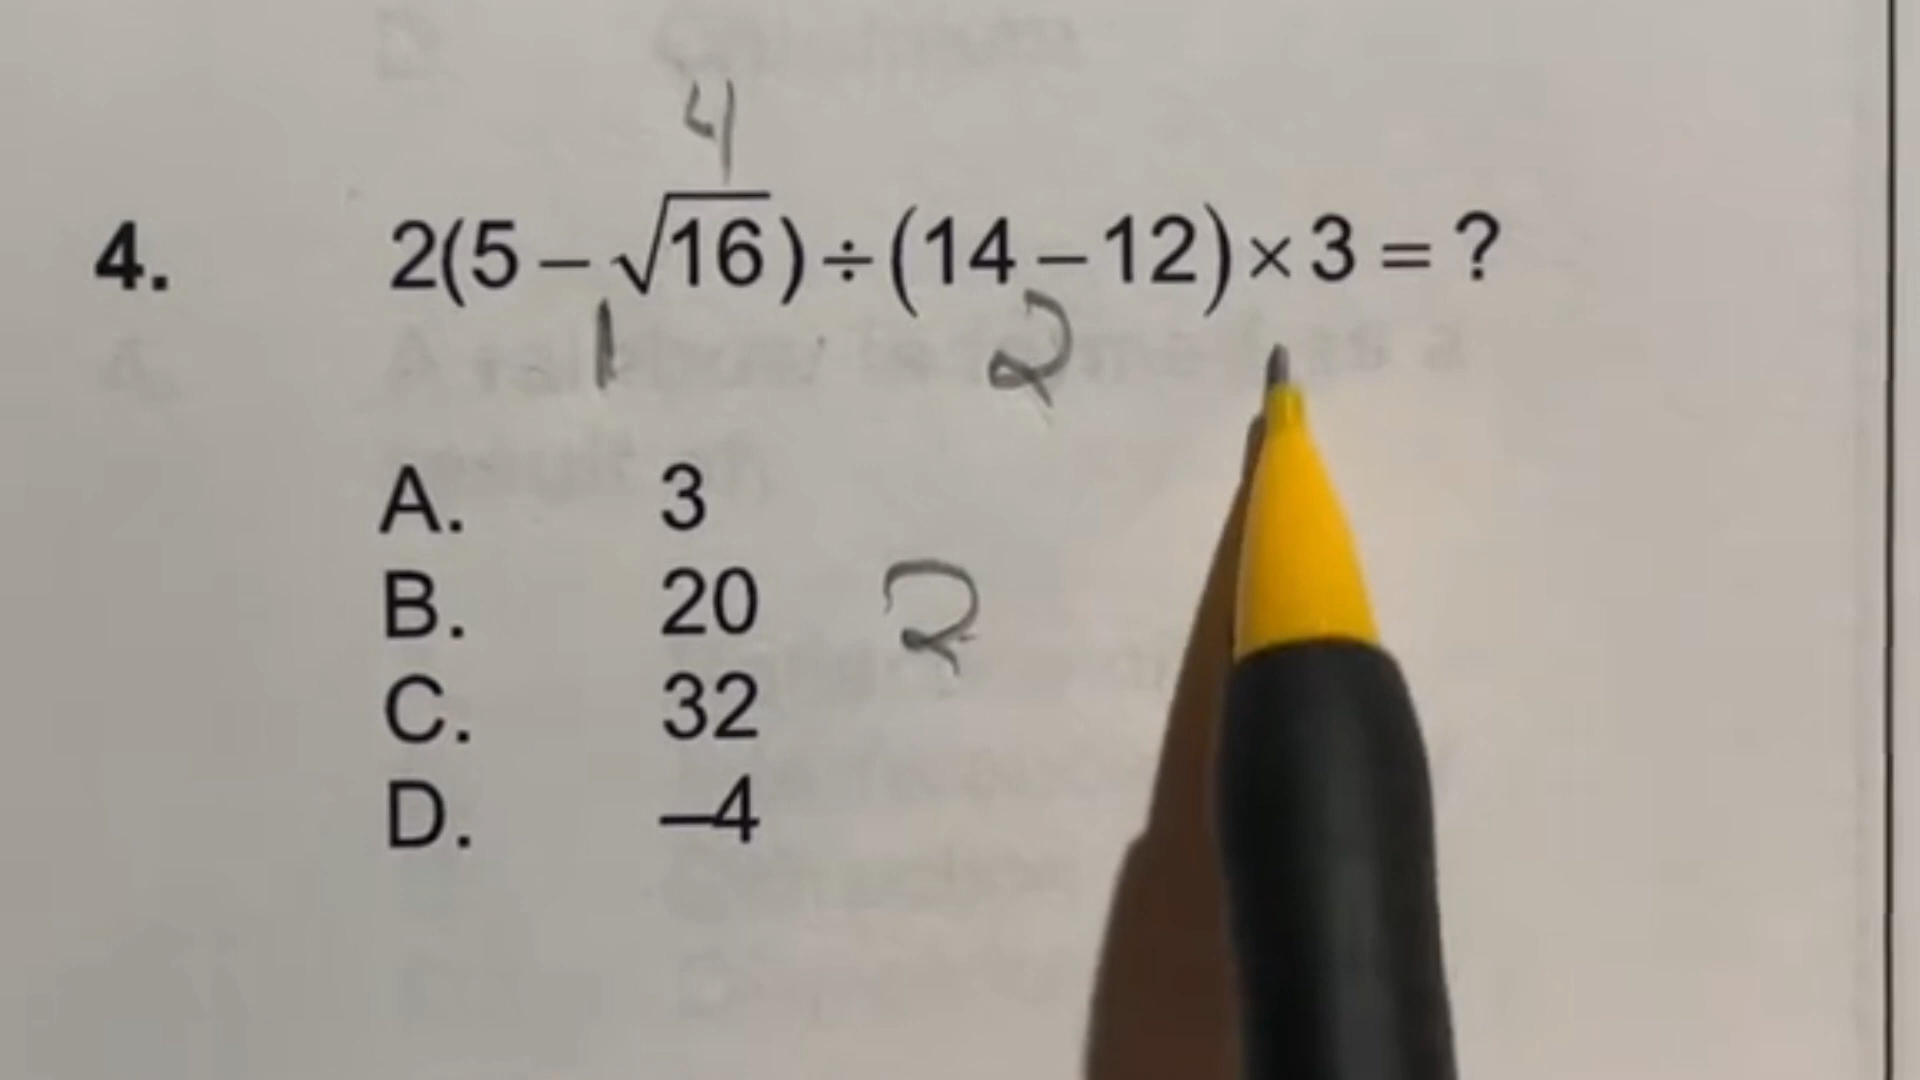 4
4. 2(5 – √16) ÷ (14 – 12) × 3 = ?
1 2
A. 3
B. 20 2
C. 32
D. –4